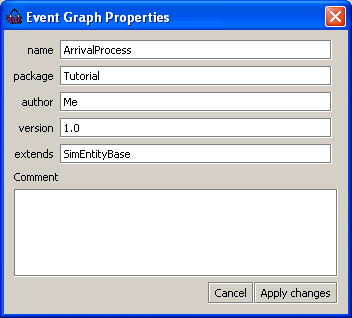 Event Graph Properties
name ArrivalProcess
package Tutorial
author Me
version 1.0
extends SimEntityBase
Comment
Cancel Apply changes